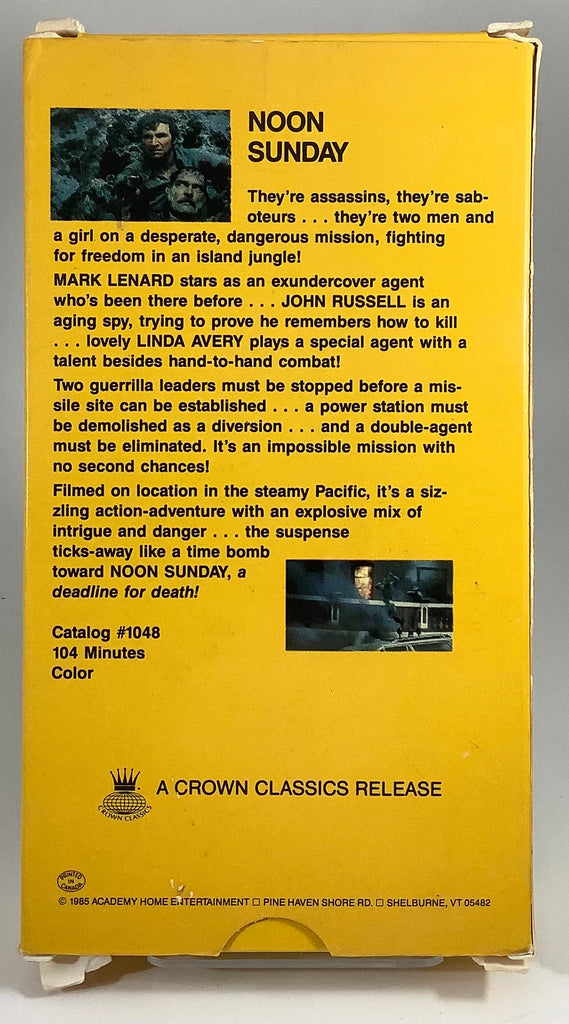 NOON
SUNDAY
They're assassins, they're sab-
oteurs . . . they're two men and
a girl on a desperate, dangerous mission, fighting
for freedom in an island jungle!
MARK LENARD stars as an exundercover agent
who's been there before . . . JOHN RUSSELL is an
aging spy, trying to prove he remembers how to kill
. . . lovely LINDA AVERY plays a special agent with a
talent besides hand-to-hand combat!
Two guerrilla leaders must be stopped before a mis-
sile site can be established . . . a power station must
be demolished as a diversion . . . and a double-agent
must be eliminated. It's an impossible mission with
no second chances!
Filmed on location in the steamy Pacific, it's a siz-
zling action-adventure with an explosive mix of
intrigue and danger . . . the suspense
ticks-away like a time bomb
toward NOON SUNDAY, a
deadline for death!
Catalog #1048
104 Minutes
Color
CROWN CLASSICS
A CROWN CLASSICS RELEASE
PRINTED
IN
CANADA
© 1985 ACADEMY HOME ENTERTAINMENT □ PINE HAVEN SHORE RD. □ SHELBURNE, VT 05482